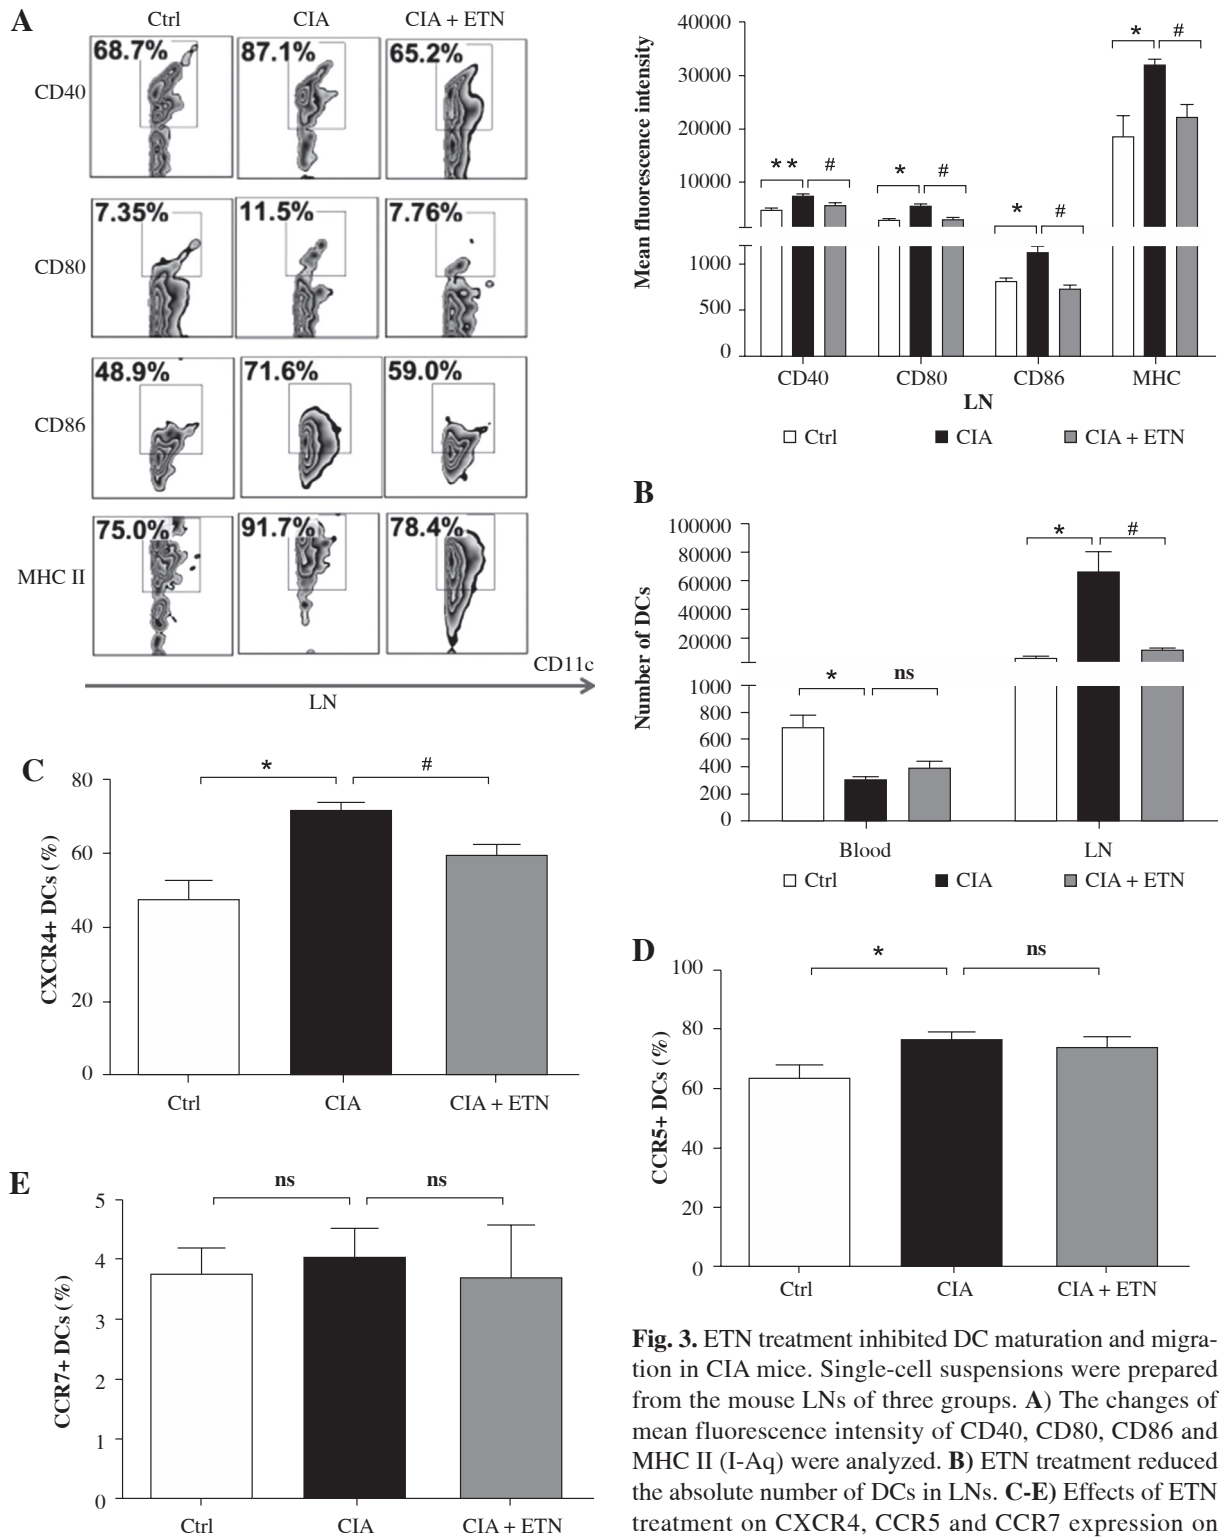 A
Ctrl CIA CIA + ETN
CD40
68.7% 87.1% 65.2%
CD80
7.35% 11.5% 7.76%
CD86
48.9% 71.6% 59.0%
MHC II
75.0% 91.7% 78.4%
CD11c
LN
Mean fluorescence intensity
40000
30000
20000
10000
1000
500
0
* * #
* #
* #
* #
CD40 CD80 CD86 MHC
LN
Ctrl CIA CIA + ETN
B
Number of DCs
100000
80000
60000
40000
20000
1000
800
600
400
200
0
* ns
* #
Blood LN
Ctrl CIA CIA + ETN
C
CXCR4+ DCs (%)
80
60
40
20
0
* #
Ctrl CIA CIA + ETN
D
CCR5+ DCs (%)
100
80
60
40
20
0
* ns
Ctrl CIA CIA + ETN
E
CCR7+ DCs (%)
5
4
3
2
1
0
ns ns
Ctrl CIA CIA + ETN
Fig. 3. ETN treatment inhibited DC maturation and migra-
tion in CIA mice. Single-cell suspensions were prepared
from the mouse LNs of three groups. A) The changes of
mean fluorescence intensity of CD40, CD80, CD86 and
MHC II (I-Aq) were analyzed. B) ETN treatment reduced
the absolute number of DCs in LNs. C-E) Effects of ETN
treatment on CXCR4, CCR5 and CCR7 expression on